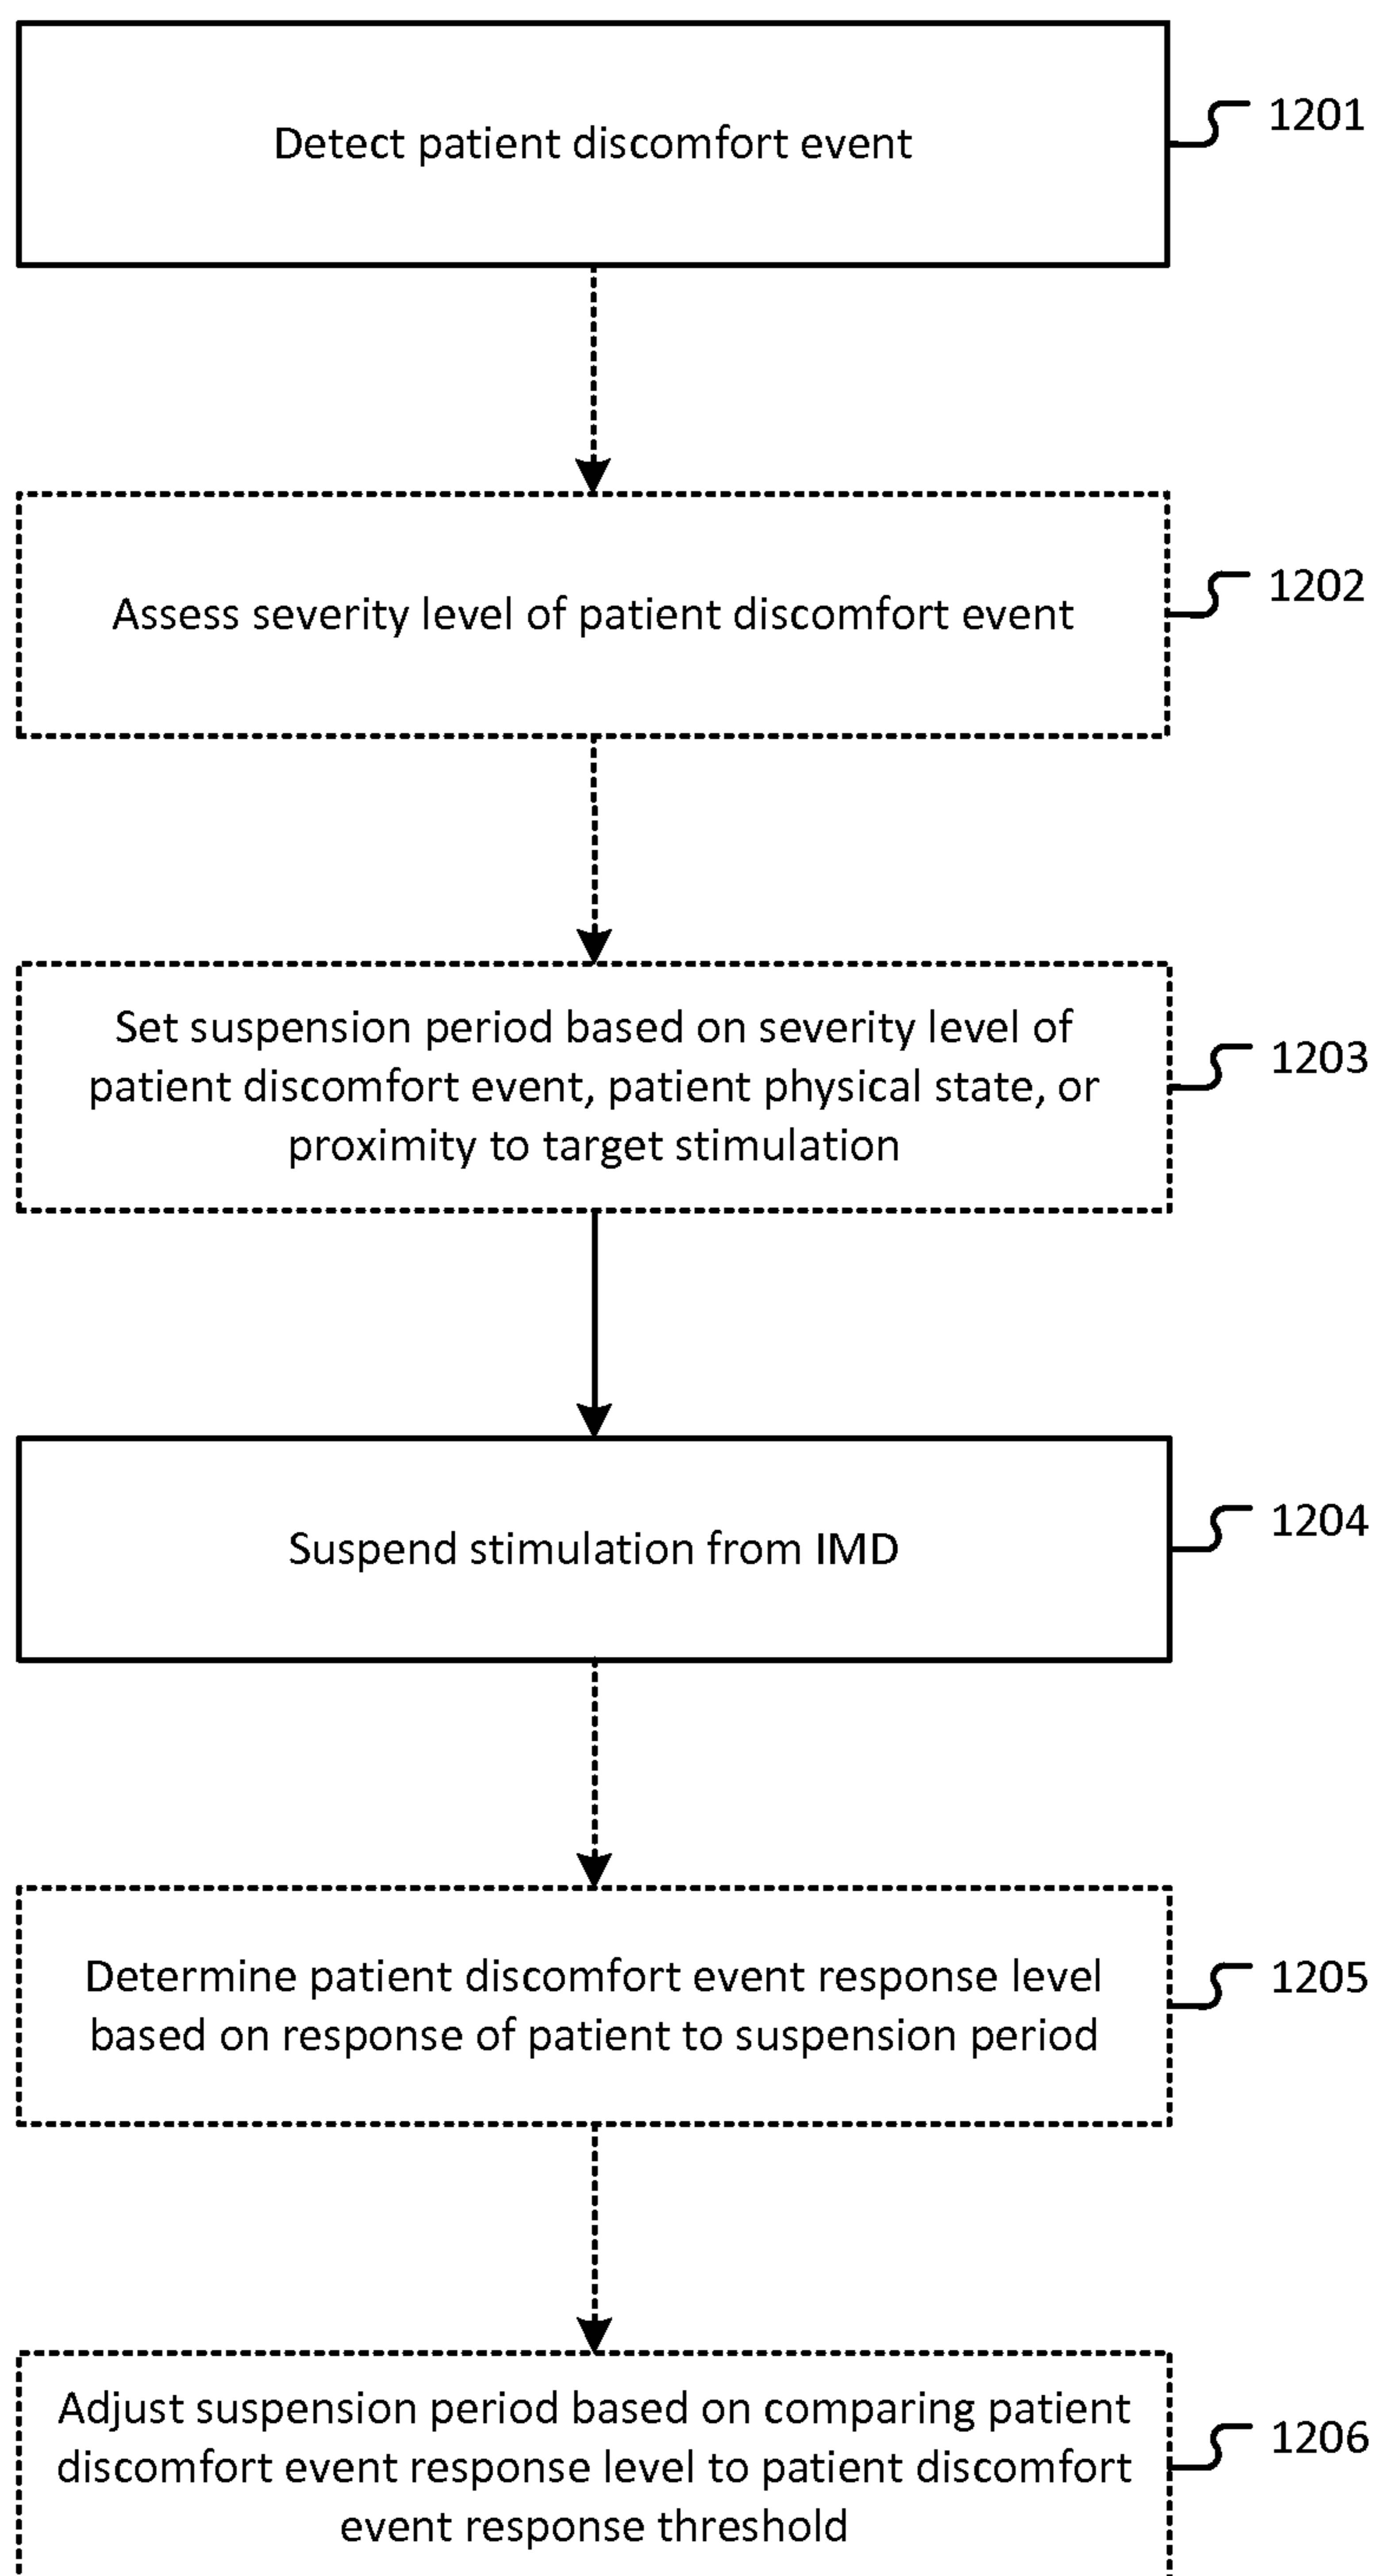 Detect patient discomfort event
1201
Assess severity level of patient discomfort event
1202
Set suspension period based on severity level of
patient discomfort event, patient physical state, or
proximity to target stimulation
1203
Suspend stimulation from IMD
1204
Determine patient discomfort event response level
based on response of patient to suspension period
1205
Adjust suspension period based on comparing patient
discomfort event response level to patient discomfort
event response threshold
1206